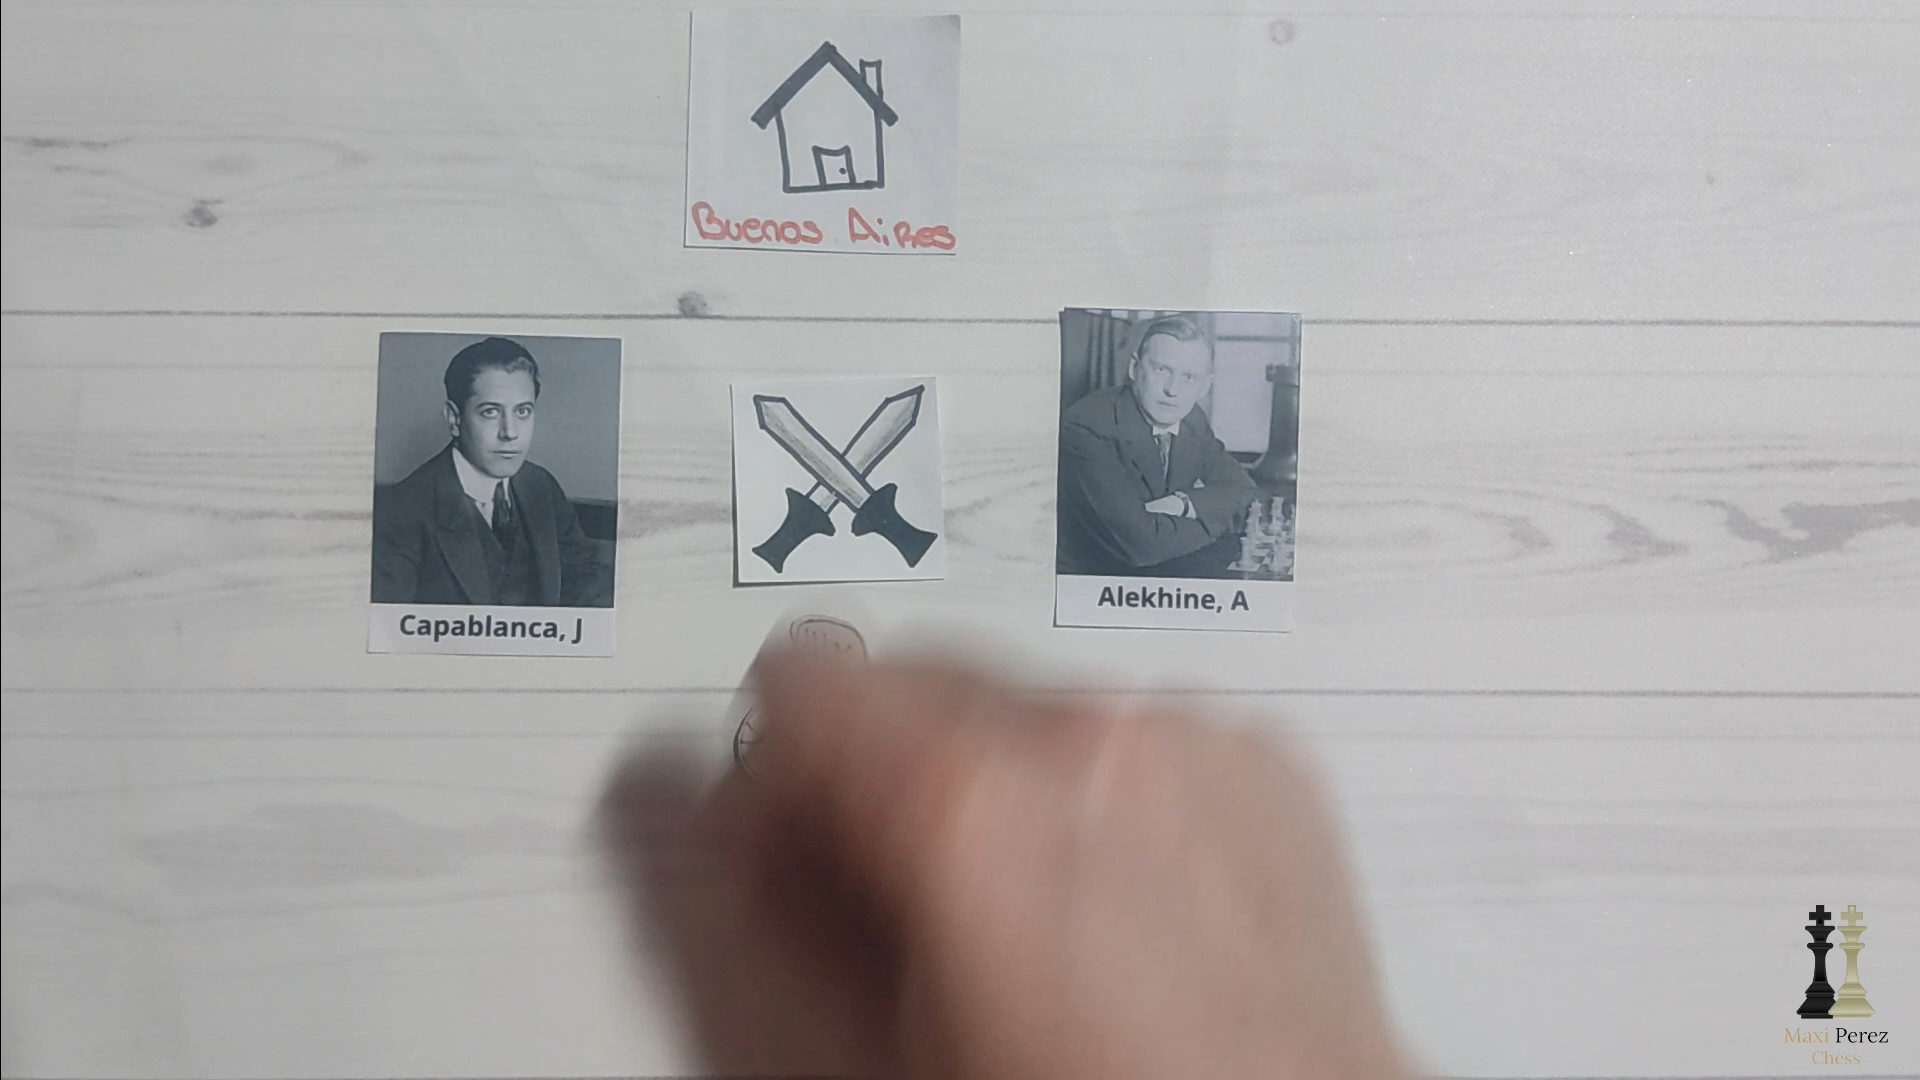 Buenos Aires
Capablanca, J
Alekhine, A
Maxi Perez
Chess